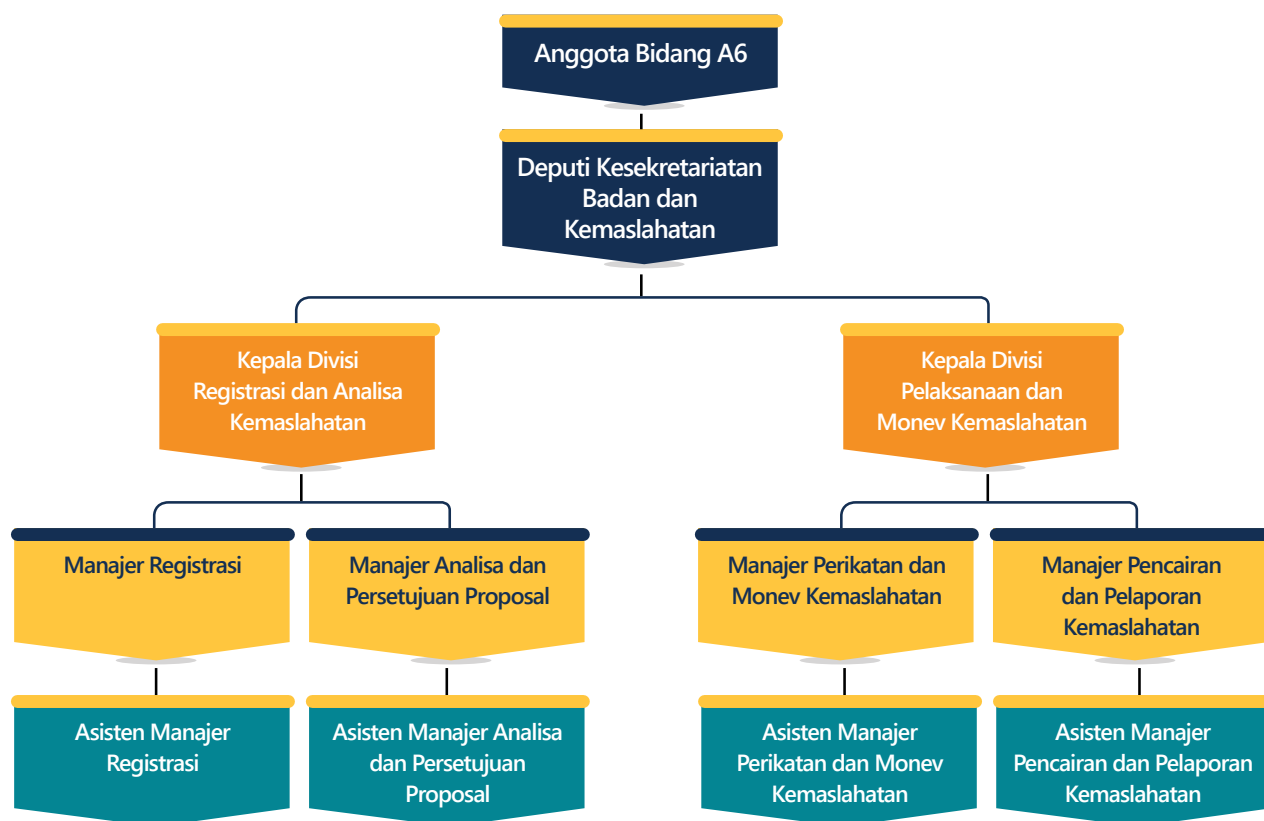 Anggota Bidang A6
Deputi Kesekretariatan
Badan dan
Kemaslahatan
Kepala Divisi
Registrasi dan Analisa
Kemaslahatan
Kepala Divisi
Pelaksanaan dan
Monev Kemaslahatan
Manajer Registrasi
Manajer Analisa dan
Persetujuan Proposal
Manajer Perikatan dan
Monev Kemaslahatan
Manajer Pencairan
dan Pelaporan
Kemaslahatan
Asisten Manajer
Registrasi
Asisten Manajer Analisa
dan Persetujuan
Proposal
Asisten Manajer
Perikatan dan Monev
Kemaslahatan
Asisten Manajer
Pencairan dan Pelaporan
Kemaslahatan